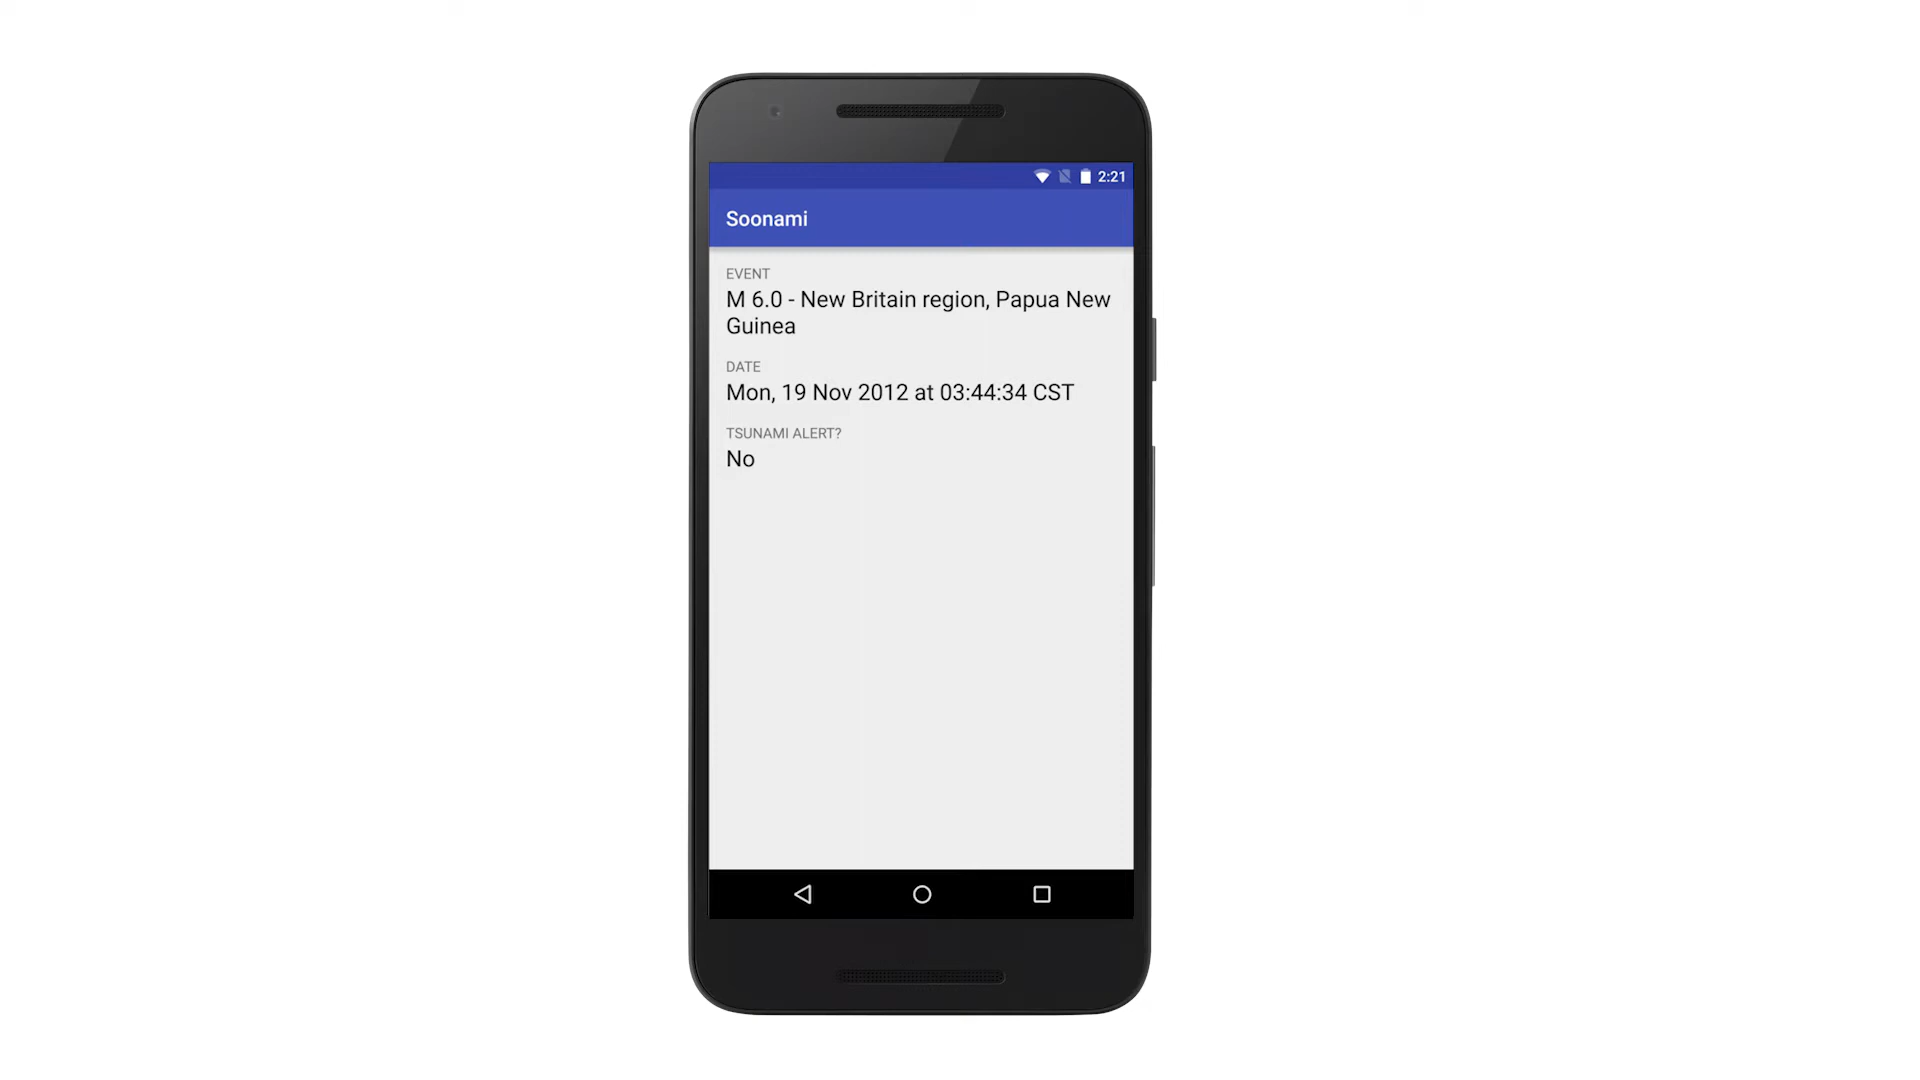 2:21
Soonami
EVENT
M 6.0 - New Britain region, Papua New
Guinea
DATE
Mon, 19 Nov 2012 at 03:44:34 CST
TSUNAMI ALERT?
No